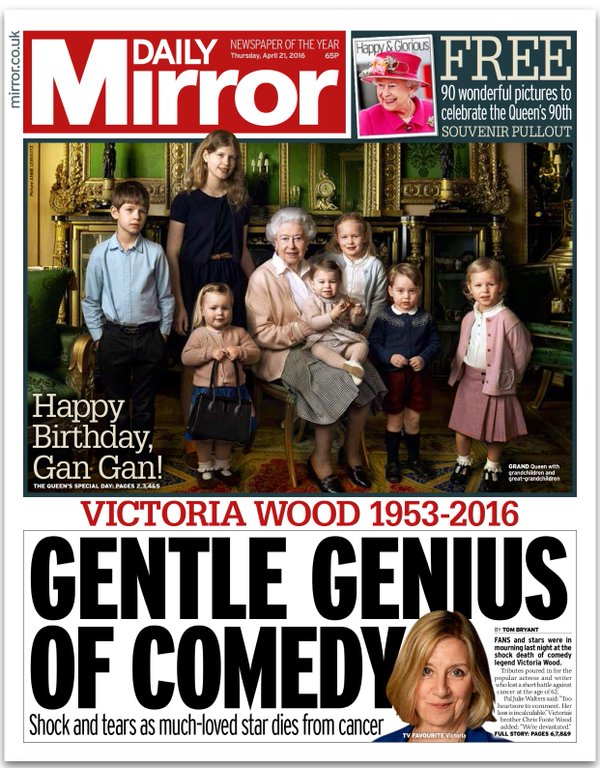 mirror.co.uk
DAILY
Mirror
NEWSPAPER OF THE YEAR
Thursday, April 21, 2016 65P
Happy & Glorious
FREE
90 wonderful pictures to
celebrate the Queen's 90th
SOUVENIR PULLOUT
Picture: ANNIE LEIBOVITZ
Happy
Birthday,
Gan Gan!
THE QUEEN'S SPECIAL DAY: PAGES 2,3,4&5
GRAND Queen with
grandchildren and
great-grandchildren
VICTORIA WOOD 1953-2016
GENTLE GENIUS
OF COMEDY
Shock and tears as much-loved star dies from cancer
TV FAVOURITE Victoria
BY TOM BRYANT
FANS and stars were in
mourning last night at the
shock death of comedy
legend Victoria Wood.
Tributes poured in for the
popular actress and writer
who lost a short battle against
cancer at the age of 62.
Pal Julie Walters said: "Too
heartsore to comment. Her
loss is incalculable." Victoria's
brother Chris Foote Wood
added: "We're devastated."
FULL STORY: PAGES 6,7,8&9